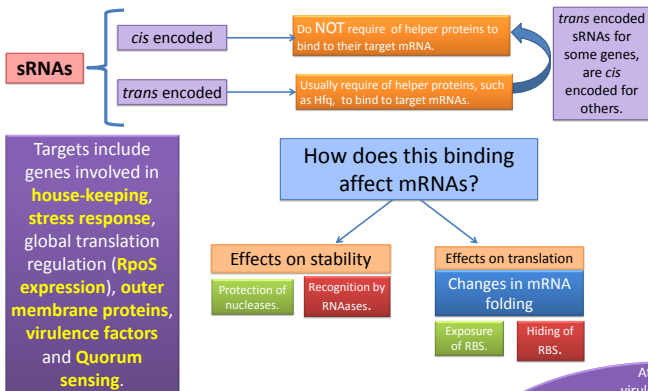 sRNAs
cis encoded
Do NOT require of helper proteins to
bind to their target mRNA.
trans encoded
Usually require of helper proteins, such
as Hfq, to bind to target mRNAs.
trans encoded
sRNAs for
some genes,
are cis
encoded for
others.
Targets include
genes involved in
house-keeping,
stress response,
global translation
regulation (RpoS
expression), outer
membrane proteins,
virulence factors
and Quorum
sensing.
How does this binding
affect mRNAs?
Effects on stability
Protection of
nucleases.
Recognition by
RNAases.
Effects on translation
Changes in mRNA
folding
Exposure
of RBS.
Hiding of
RBS.